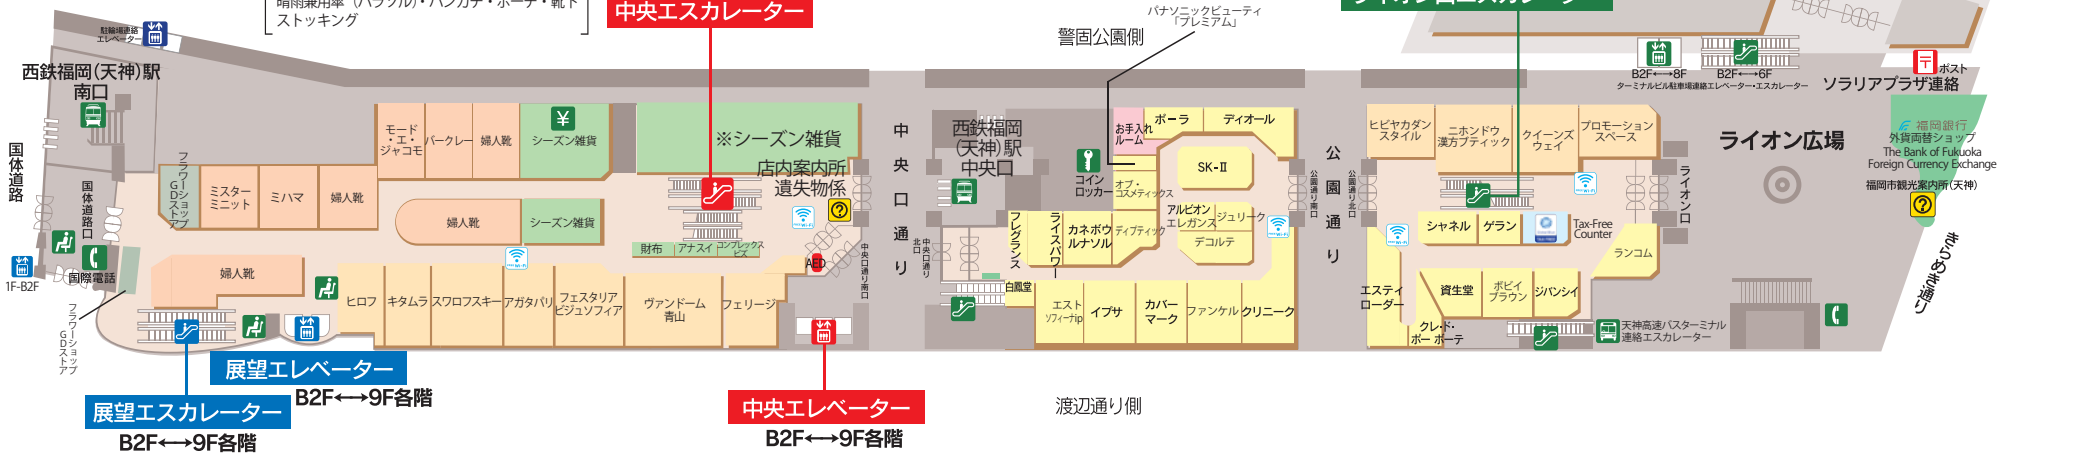 晴雨兼用傘（パラソル）・ハンカチ・ポーチ・靴下
ストッキング
中央エスカレーター
パナソニックビューティ
「プレミアム」
警固公園側
駐輪場連絡
エレベーター
西鉄福岡(天神)駅
南口
国体道路
国体道路口
フラワーショップ
GDストアア
ミスター
ミニット
ミハマ
婦人靴
モード
・エ・
ジャコモ
バークレー
婦人靴
¥
シーズン雑貨
※シーズン雑貨
店内案内所
遺失物係
婦人靴
シーズン雑貨
財布
アナスイ
コンプレックス
ビズ
AED
国際電話
1F-B2F
婦人靴
フラワーショップ
GDストアア
ヒロフ
キタムラ
スワロフスキー
アガタパリ
フェスタリア
ビジュソフィア
ヴァンドーム
青山
フェリージ
展望エレベーター
B2F⟷9F各階
展望エスカレーター
B2F⟷9F各階
中央エレベーター
B2F⟷9F各階
中央口通り
中央口通り南口
中央口通り
北口
西鉄福岡
(天神)駅
中央口
コイン
ロッカー
お手入れ
ルーム
ポーラ
ディオール
SK-II
オブ・
コスメティックス
アルビオン
エレガンス
ジュリーク
デコルテ
フレグランス
ライスパワー
カネボウ
ルナソル
ディプティック
白鳳堂
エスト
ソフィーナip
イプサ
カバー
マーク
ファンケル
クリニーク
渡辺通り側
公園通り
公園通り南口
公園通り北口
ヒビヤカダン
スタイル
ニホンドウ
漢方ブティック
クイーンズ
ウェイ
プロモーション
スペース
シャネル
ゲラン
Tax-Free
Counter
ランコム
エスティ
ローダー
資生堂
ボビイ
ブラウン
ジバンシイ
クレ・ド・
ポー ボーテ
天神高速バスターミナル
連絡エスカレーター
ライオン口
B2F⟷8F
B2F⟷6F
ターミナルビル駐車場連絡エレベーター・エスカレーター
ポスト
ソラリアプラザ連絡
ライオン広場
福岡銀行
外貨両替ショップ
The Bank of Fukuoka
Foreign Currency Exchange
福岡市観光案内所(天神)
きらめき通り